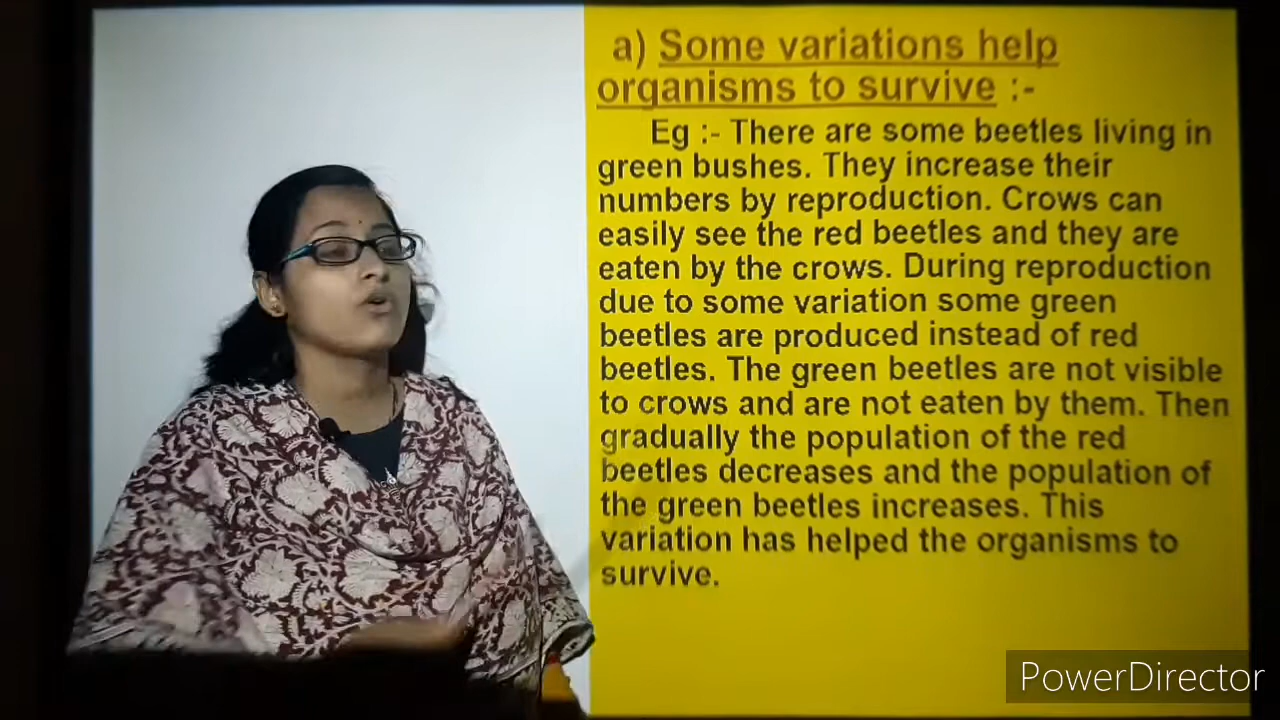 a) Some variations help
organisms to survive :-
Eg :- There are some beetles living in
green bushes. They increase their
numbers by reproduction. Crows can
easily see the red beetles and they are
eaten by the crows. During reproduction
due to some variation some green
beetles are produced instead of red
beetles. The green beetles are not visible
to crows and are not eaten by them. Then
gradually the population of the red
beetles decreases and the population of
the green beetles increases. This
variation has helped the organisms to
survive.
PowerDirector